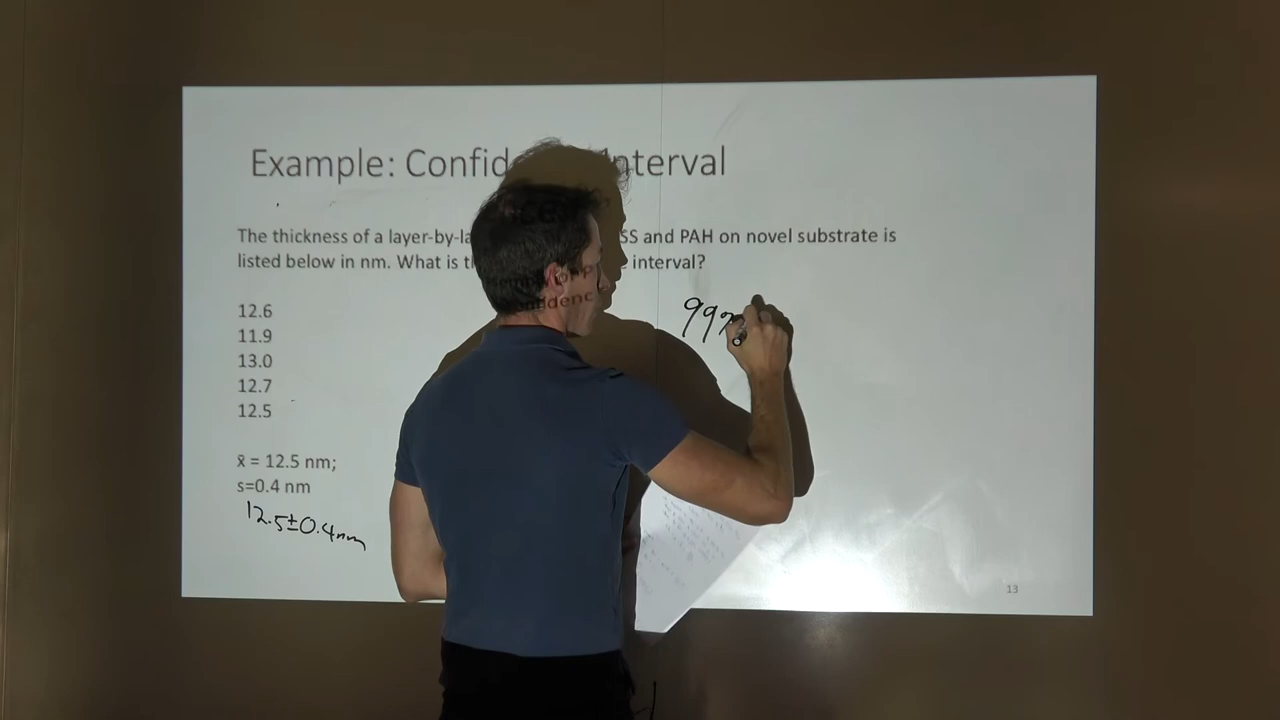 Example: Confid nterval
The thickness of a layer-by-la SS and PAH on novel substrate is
listed below in nm. What is t interval?
99%
12.6
11.9
13.0
12.7
12.5
x̄ = 12.5 nm;
s=0.4 nm
12.5±0.4nm
13